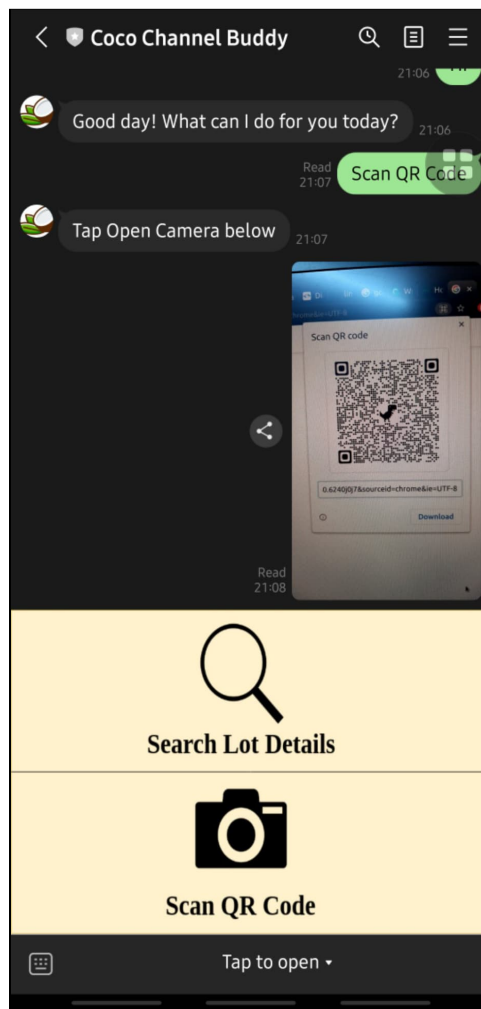 Coco Channel Buddy
21:06
Good day! What can I do for you today?
21:06
Read
21:07
Scan QR Code
Tap Open Camera below
21:07
Scan QR code
0.6240j0j7&sourceid=chrome&ie=UTF-8
Download
Read
21:08
Search Lot Details
Scan QR Code
Tap to open